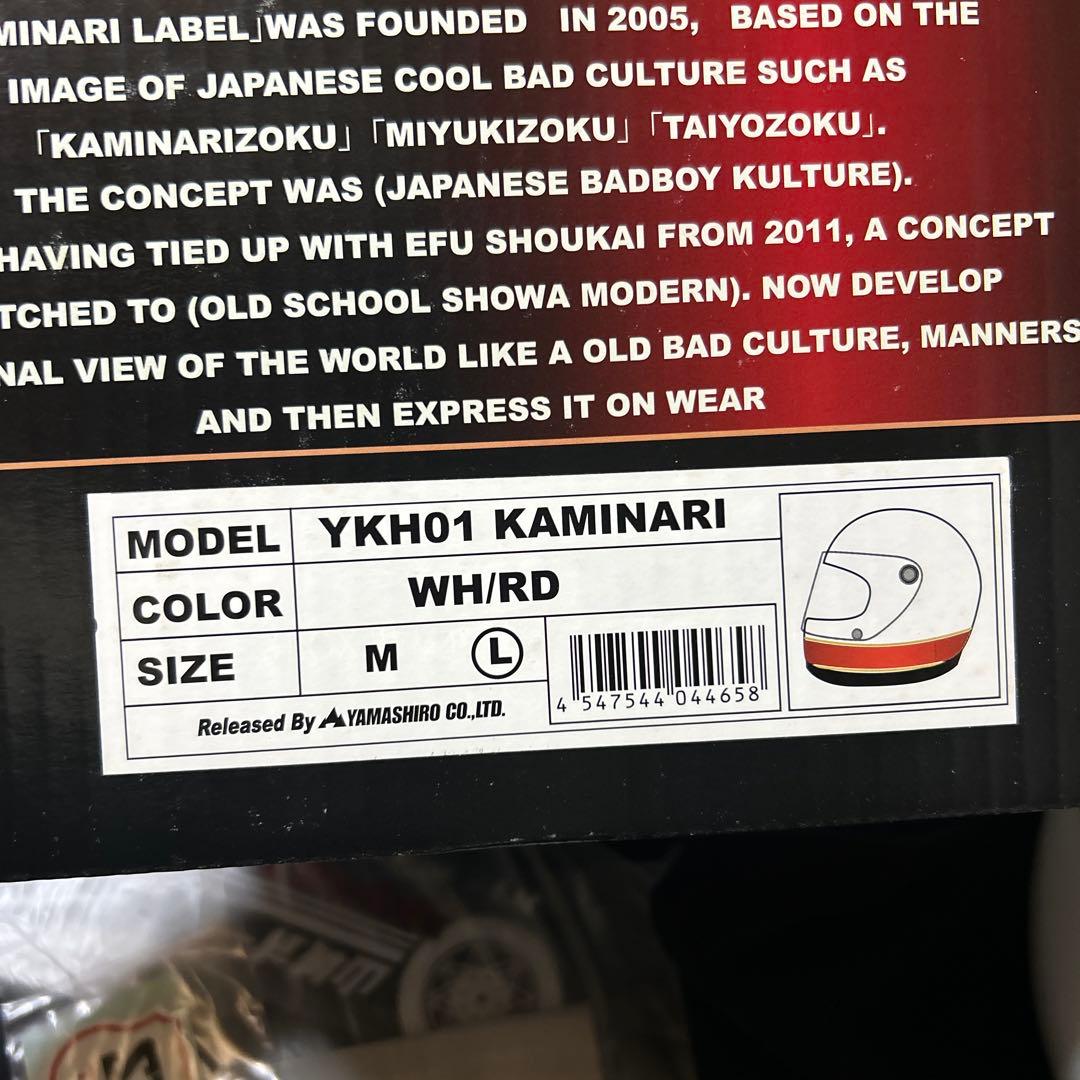 MINARI LABEL」WAS FOUNDED IN 2005, BASED ON THE
IMAGE OF JAPANESE COOL BAD CULTURE SUCH AS
「KAMINARIZOKU」「MIYUKIZOKU」「TAIYOZOKU」.
THE CONCEPT WAS (JAPANESE BADBOY KULTURE).
HAVING TIED UP WITH EFU SHOUKAI FROM 2011, A CONCEPT
TCHED TO (OLD SCHOOL SHOWA MODERN). NOW DEVELOP
NAL VIEW OF THE WORLD LIKE A OLD BAD CULTURE, MANNERS
AND THEN EXPRESS IT ON WEAR
MODEL YKH01 KAMINARI
COLOR WH/RD
SIZE M L
4 547544 044658
Released By YAMASHIRO CO.,LTD.